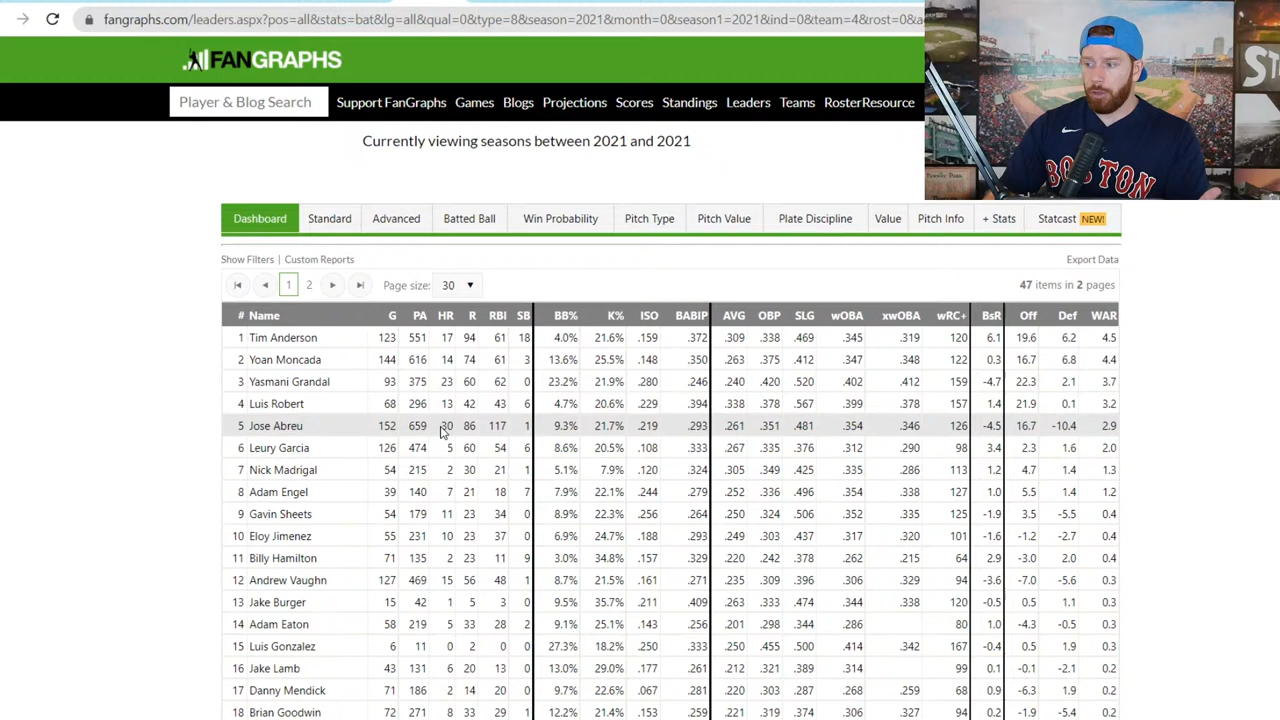 fangraphs.com/leaders.aspx?pos=all&stats=bat&lg=all&qual=0&type=8&season=2021&month=0&season1=2021&ind=0&team=4&rost=0&a
FANGRAPHS
Player & Blog Search Support FanGraphs Games Blogs Projections Scores Standings Leaders Teams RosterResource
Currently viewing seasons between 2021 and 2021
Dashboard Standard Advanced Batted Ball Win Probability Pitch Type Pitch Value Plate Discipline Value Pitch Info + Stats Statcast NEW!
Show Filters | Custom Reports Export Data
1 2 Page size: 30 47 items in 2 pages
# Name G PA HR R RBI SB BB% K% ISO BABIP AVG OBP SLG wOBA xwOBA wRC+ BsR Off Def WAR
1 Tim Anderson 123 551 17 94 61 18 4.0% 21.6% .159 .372 .309 .338 .469 .345 .319 120 6.1 19.6 6.2 4.5
2 Yoan Moncada 144 616 14 74 61 3 13.6% 25.5% .148 .350 .263 .375 .412 .347 .348 122 0.3 16.7 6.8 4.4
3 Yasmani Grandal 93 375 23 60 62 0 23.2% 21.9% .280 .246 .240 .420 .520 .402 .412 159 -4.7 22.3 2.1 3.7
4 Luis Robert 68 296 13 42 43 6 4.7% 20.6% .229 .394 .338 .378 .567 .399 .378 157 1.4 21.9 0.1 3.2
5 Jose Abreu 152 659 30 86 117 1 9.3% 21.7% .219 .293 .261 .351 .481 .354 .346 126 -4.5 16.7 -10.4 2.9
6 Leury Garcia 126 474 5 60 54 6 8.6% 20.5% .108 .333 .267 .335 .376 .312 .290 98 3.4 2.3 1.6 2.0
7 Nick Madrigal 54 215 2 30 21 1 5.1% 7.9% .120 .324 .305 .349 .425 .335 .286 113 1.2 4.7 1.4 1.3
8 Adam Engel 39 140 7 21 18 7 7.9% 22.1% .244 .279 .252 .336 .496 .354 .338 127 1.0 5.5 1.4 1.2
9 Gavin Sheets 54 179 11 23 34 0 8.9% 22.3% .256 .264 .250 .324 .506 .352 .335 125 -1.9 3.5 -5.5 0.4
10 Eloy Jimenez 55 231 10 23 37 0 6.9% 24.7% .188 .293 .249 .303 .437 .317 .320 101 -1.6 -1.2 -2.7 0.4
11 Billy Hamilton 71 135 2 23 11 9 3.0% 34.8% .157 .329 .220 .242 .378 .262 .215 64 2.9 -3.0 2.0 0.4
12 Andrew Vaughn 127 469 15 56 48 1 8.7% 21.5% .161 .271 .235 .309 .396 .306 .329 94 -3.6 -7.0 -5.6 0.3
13 Jake Burger 15 42 1 5 3 0 9.5% 35.7% .211 .409 .263 .333 .474 .344 .338 120 -0.5 0.5 1.1 0.3
14 Adam Eaton 58 219 5 33 28 2 9.1% 25.1% .143 .256 .201 .298 .344 .286 80 1.0 -4.3 -0.5 0.3
15 Luis Gonzalez 6 11 0 2 0 0 27.3% 18.2% .250 .333 .250 .455 .500 .414 .342 167 -0.4 0.5 1.9 0.3
16 Jake Lamb 43 131 6 20 13 0 13.0% 29.0% .177 .261 .212 .321 .389 .314 99 0.1 -0.1 -2.1 0.2
17 Danny Mendick 71 186 2 14 20 0 9.7% 22.6% .067 .281 .220 .303 .287 .268 .259 68 0.9 -6.3 1.9 0.2
18 Brian Goodwin 72 271 8 33 29 1 12.2% 21.4% .153 .259 .221 .319 .374 .306 .327 94 0.2 -1.9 -5.4 0.2
BOSTON